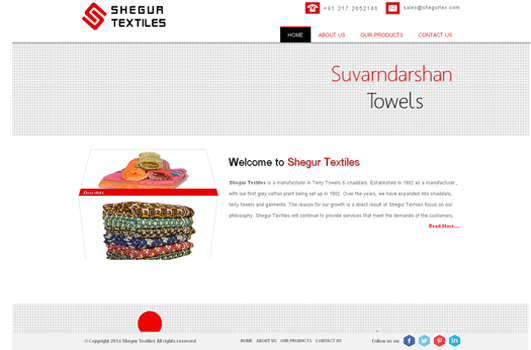 SHEGUR
TEXTILES
+91 217 2652146
sales@shegurtex.com
HOME ABOUT US OUR PRODUCTS CONTACT US
Suvarndarshan
Towels
Welcome to Shegur Textiles
Shegur Textiles is a manufacturer in Terry Towels & chaddars. Established in 1992 as a manufacturer,
with our first grey cotton plant being set up in 1992. Over the years, we have expanded into chaddars,
terry towels and garments. The reason for our growth is a direct result of Shegur Textiles focus on our
philosophy. Shegur Textiles will continue to provide services that meet the demands of the customers.
Read More....
© Copyright 2014 Shegur Textiles All rights reserved
HOME ABOUT US OUR PRODUCTS CONTACT US
Follow us on: